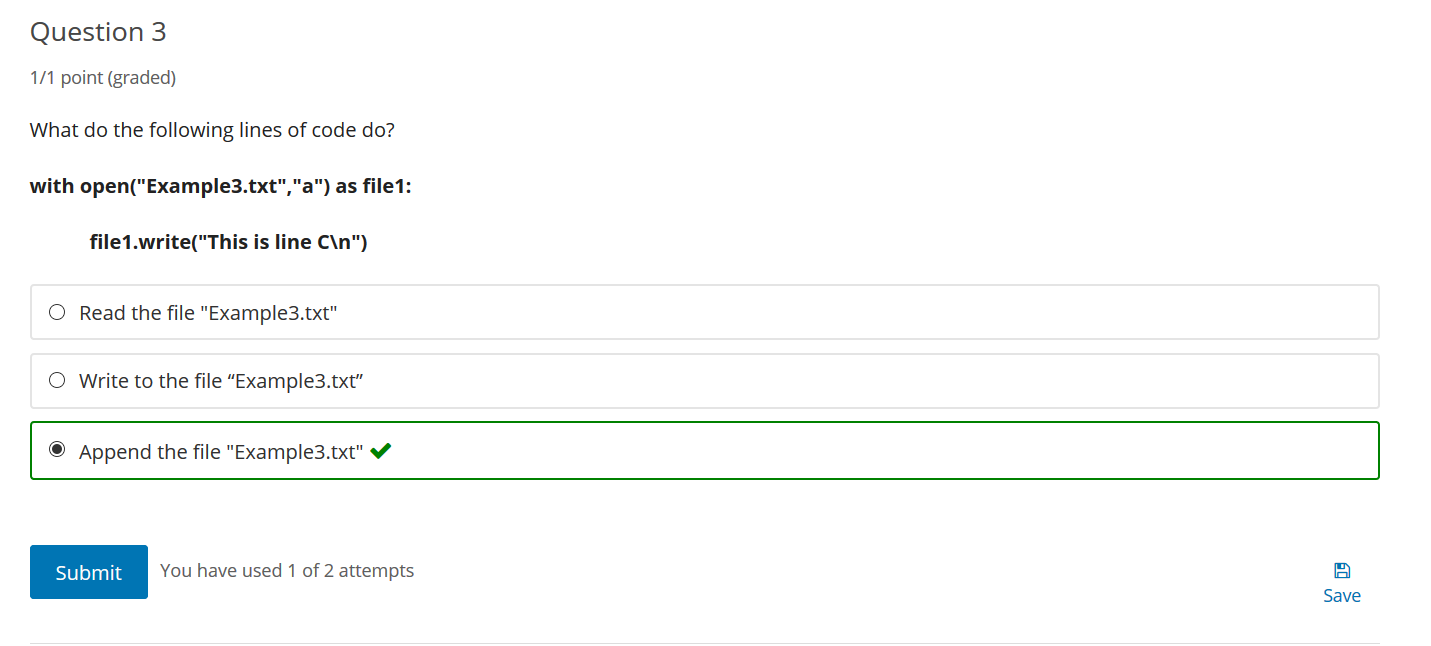 Question 3
1/1 point (graded)
What do the following lines of code do?
with open("Example3.txt","a") as file1:
file1.write("This is line C\n")
Read the file "Example3.txt"
Write to the file “Example3.txt”
Append the file "Example3.txt"
Submit
You have used 1 of 2 attempts
Save